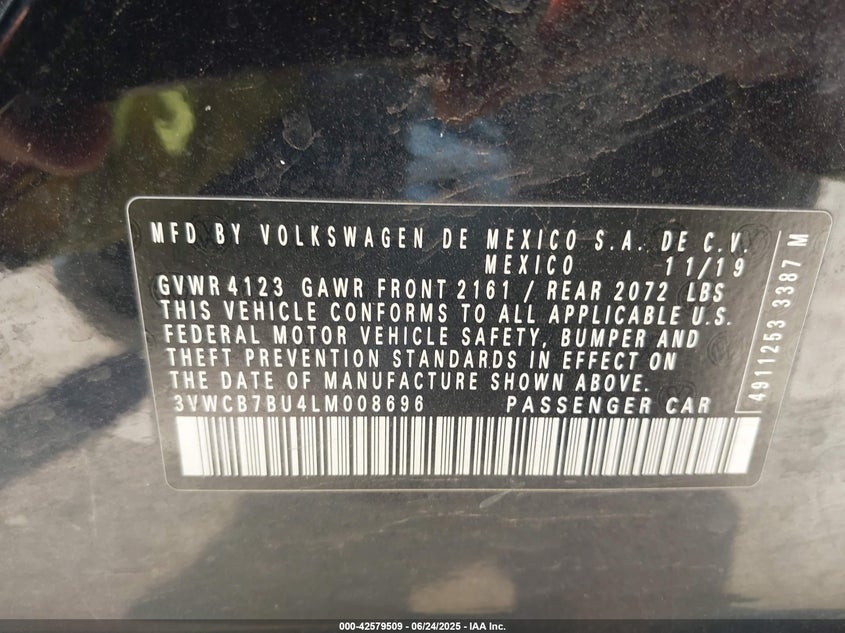 MFD BY VOLKSWAGEN DE MEXICO S.A. DE C.V.
MEXICO 11/19
GVWR 4123 GAWR FRONT 2161 / REAR 2072 LBS
THIS VEHICLE CONFORMS TO ALL APPLICABLE U.S.
FEDERAL MOTOR VEHICLE SAFETY, BUMPER AND
THEFT PREVENTION STANDARDS IN EFFECT ON
THE DATE OF MANUFACTURE SHOWN ABOVE.
3VWCB7BU4LM008696 PASSENGER CAR
4911253 3387 M
000-42579509 - 06/24/2025 - IAA Inc.